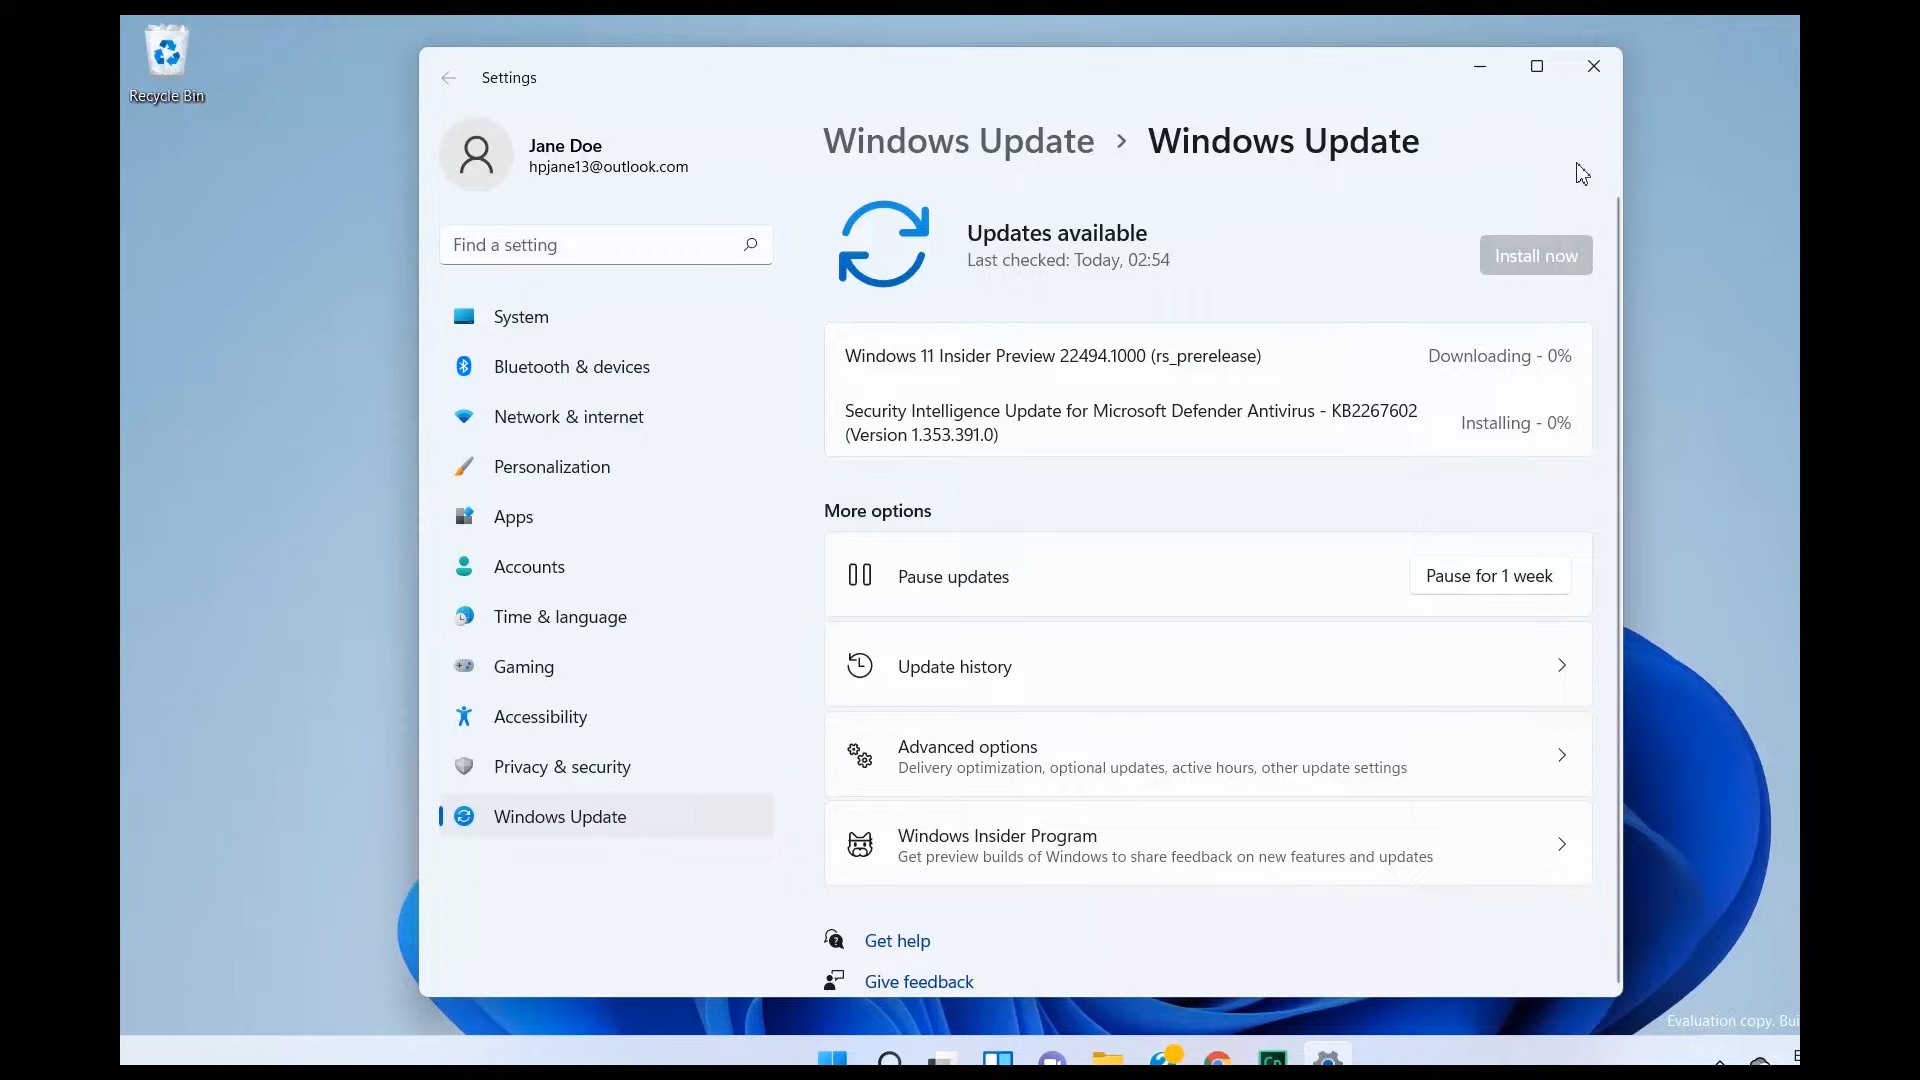 Recycle Bin
Settings
Jane Doe
hpjane13@outlook.com
Find a setting
System
Bluetooth & devices
Network & internet
Personalization
Apps
Accounts
Time & language
Gaming
Accessibility
Privacy & security
Windows Update
Windows Update › Windows Update
Updates available
Last checked: Today, 02:54
Install now
Windows 11 Insider Preview 22494.1000 (rs_prerelease)
Downloading - 0%
Security Intelligence Update for Microsoft Defender Antivirus - KB2267602
(Version 1.353.391.0)
Installing - 0%
More options
Pause updates
Pause for 1 week
Update history
Advanced options
Delivery optimization, optional updates, active hours, other update settings
Windows Insider Program
Get preview builds of Windows to share feedback on new features and updates
Get help
Give feedback
Evaluation copy.